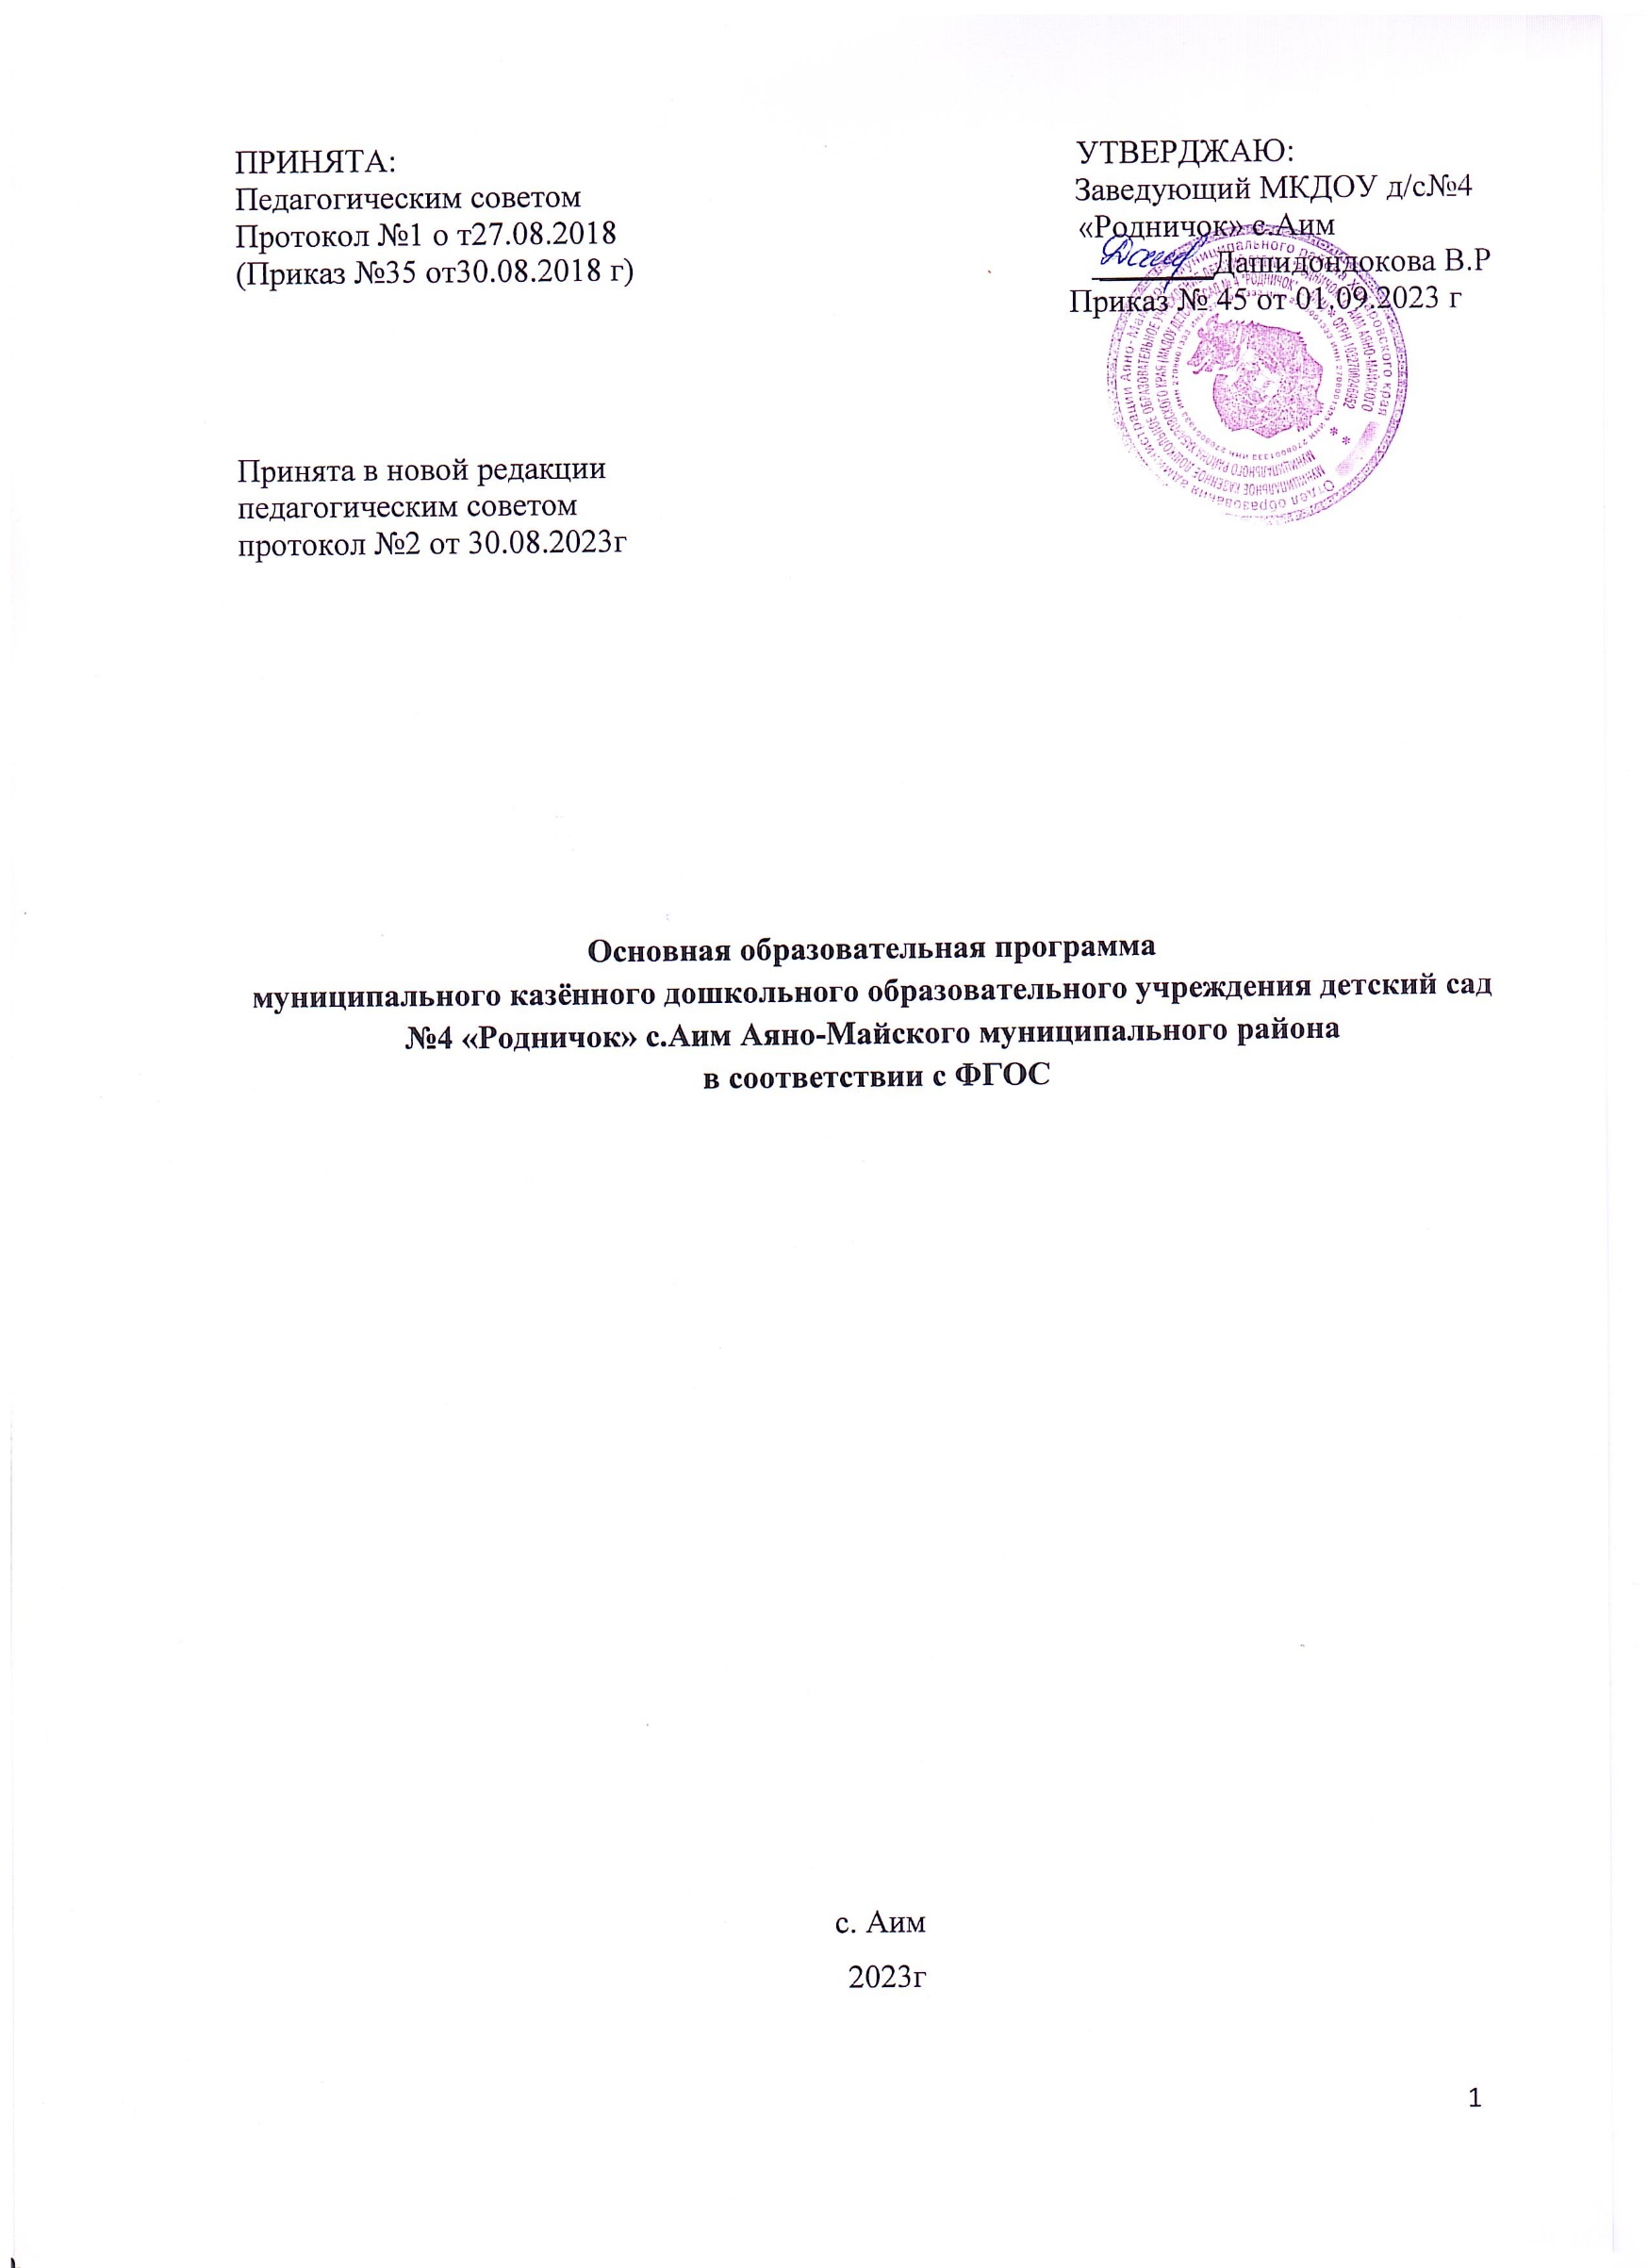 ПРИНЯТА:
Педагогическим советом
Протокол №1 о т27.08.2018
(Приказ №35 от30.08.2018 г)
УТВЕРДЖАЮ:
Заведующий МКДОУ д/с№4
«Родничок» с.Аим
Дашидондокова В.Р
Приказ № 45 от 01.09.2023 г
Принята в новой редакции
педагогическим советом
протокол №2 от 30.08.2023г
Основная образовательная программа
муниципального казённого дошкольного образовательного учреждения детский сад
№4 «Родничок» с.Аим Аяно-Майского муниципального района
в соответствии с ФГОС
с. Аим
2023г
1